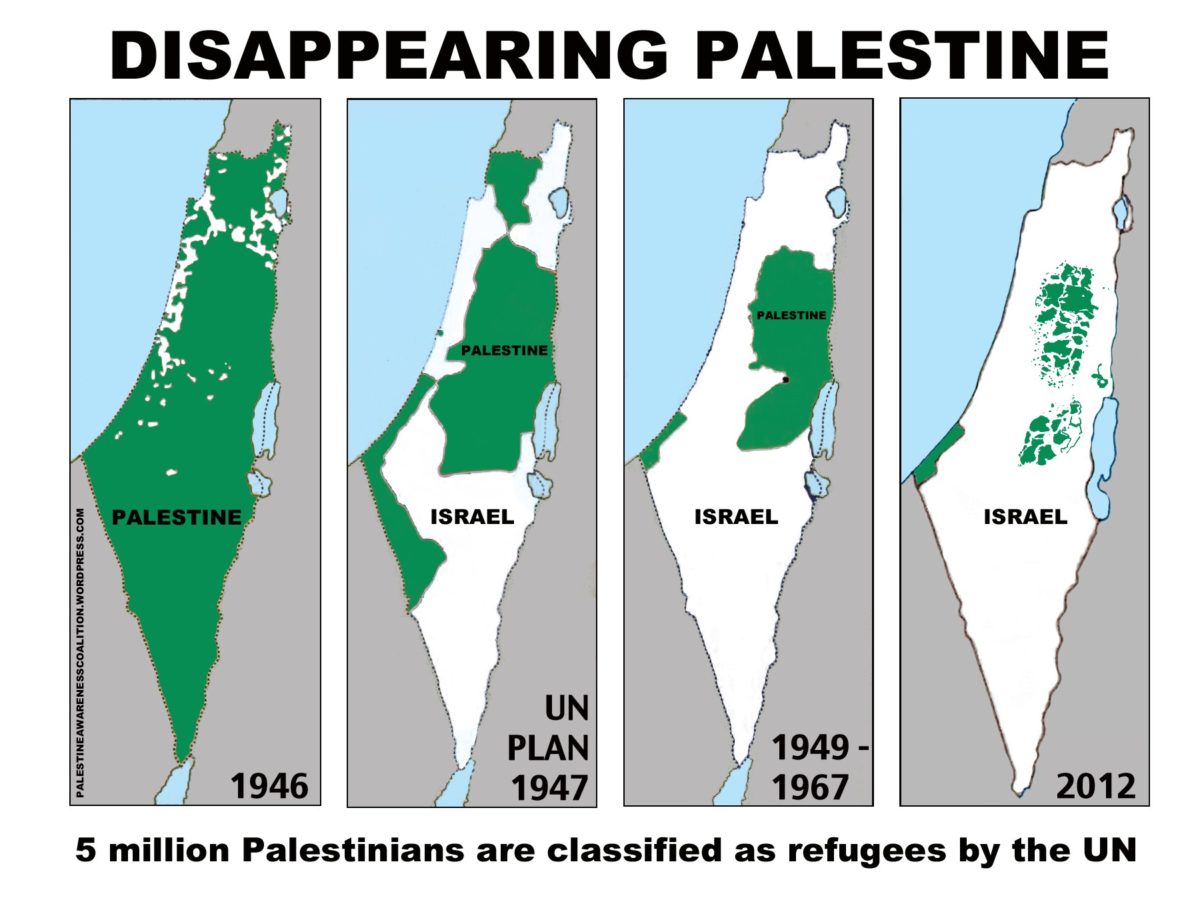 DISAPPEARING PALESTINE
PALESTINEAWARENESSCOALITION.WORDPRESS.COM
PALESTINE
1946
PALESTINE
ISRAEL
UN
PLAN
1947
PALESTINE
ISRAEL
1949 -
1967
ISRAEL
2012
5 million Palestinians are classified as refugees by the UN